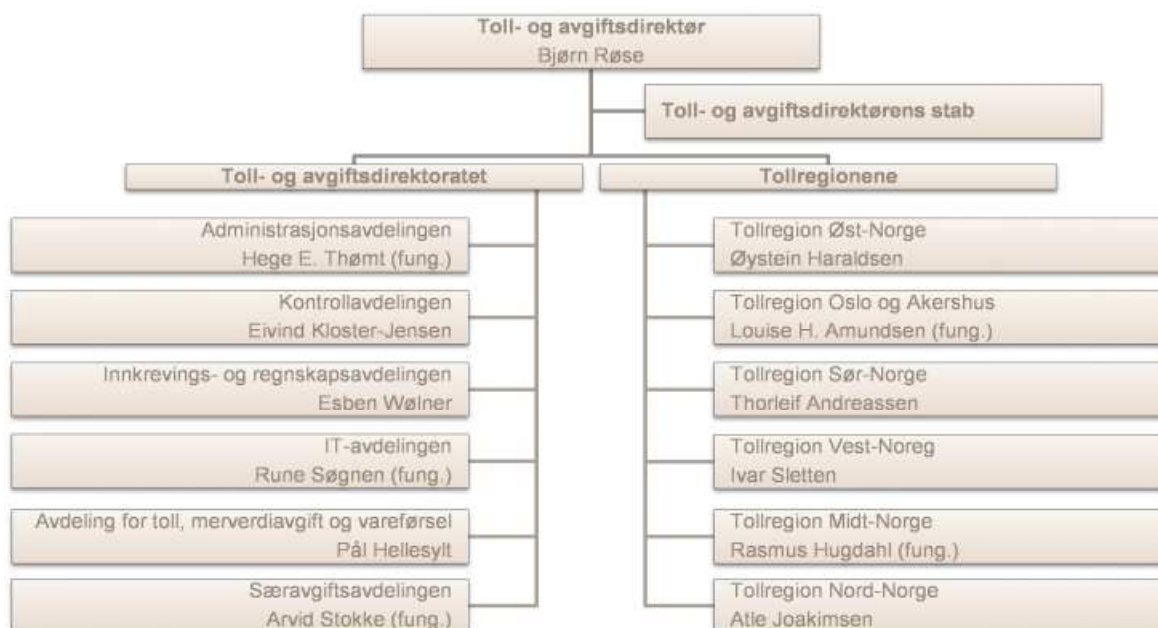 Toll- og avgiftsdirektør
Bjørn Røse
Toll- og avgiftsdirektørens stab
Toll- og avgiftsdirektoratet
Administrasjonsavdelingen
Hege E. Thømt (fung.)
Kontrollavdelingen
Eivind Kloster-Jensen
Innkrevings- og regnskapsavdelingen
Esben Wølner
IT-avdelingen
Rune Søgnen (fung.)
Avdeling for toll, merverdiavgift og vareførsel
Pål Hellesylt
Særavgiftsavdelingen
Arvid Stokke (fung.)
Tollregionene
Tollregion Øst-Norge
Øystein Haraldsen
Tollregion Oslo og Akershus
Louise H. Amundsen (fung.)
Tollregion Sør-Norge
Thorleif Andreassen
Tollregion Vest-Noreg
Ivar Sletten
Tollregion Midt-Norge
Rasmus Hugdahl (fung.)
Tollregion Nord-Norge
Atle Joakimsen